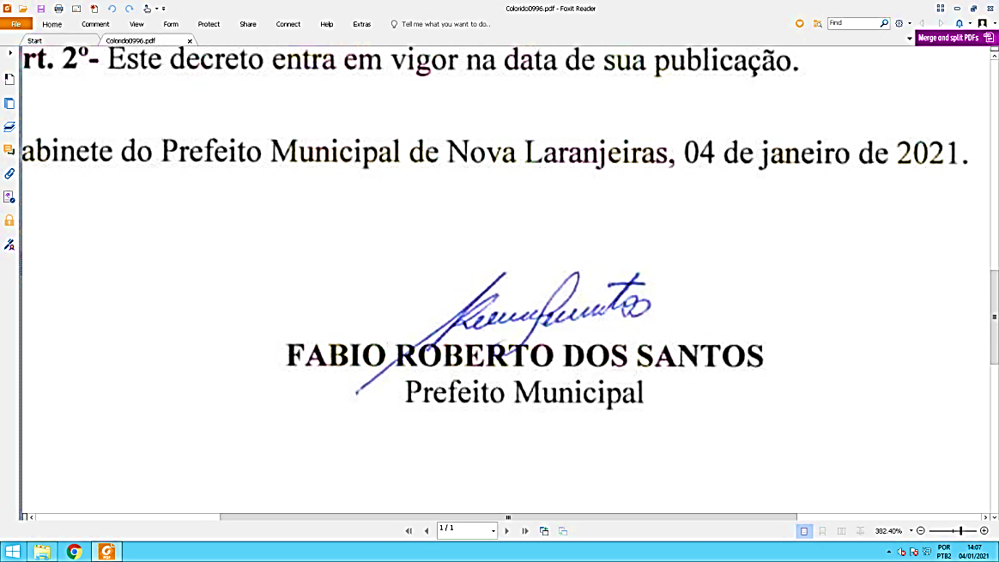 Colorido0996.pdf - Foxit Reader
File Home Comment View Form Protect Share Connect Help Extras Tell me what you want to do.. Find
Start Colorido0996.pdf x Merge and split PDFs
rt. 2º- Este decreto entra em vigor na data de sua publicação.
abinete do Prefeito Municipal de Nova Laranjeiras, 04 de janeiro de 2021.
FABIO ROBERTO DOS SANTOS
Prefeito Municipal
1 / 1 382.40%
POR 14:07
PTB2 04/01/2021